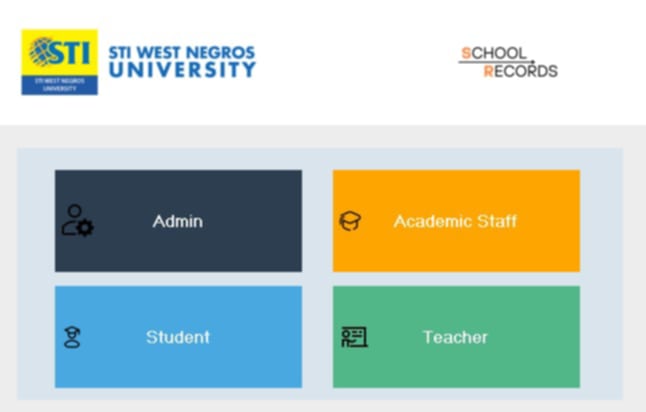 STI
STI WEST NEGROS
UNIVERSITY
STI WEST NEGROS
UNIVERSITY
SCHOOL
RECORDS
Admin
Academic Staff
Student
Teacher